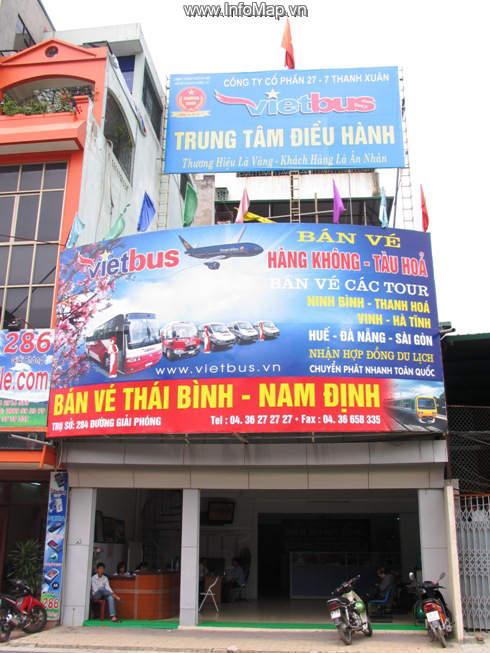 www.InfoMap.vn
CÔNG TY CỔ PHẦN 27 - 7 THANH XUÂN
vietbus
TRUNG TÂM ĐIỀU HÀNH
Thương Hiệu Là Vàng - Khách Hàng Là Ân Nhân
vietbus
BÁN VÉ
HÀNG KHÔNG - TÀU HOẢ
BÁN VÉ CÁC TOUR
NINH BÌNH - THANH HOÁ
VINH - HÀ TĨNH
HUẾ - ĐÀ NẴNG - SÀI GÒN
NHẬN HỢP ĐỒNG DU LỊCH
CHUYỂN PHÁT NHANH TOÀN QUỐC
www.vietbus.vn
BÁN VÉ THÁI BÌNH - NAM ĐỊNH
TRỤ SỞ: 284 ĐƯỜNG GIẢI PHÓNG
Tel : 04. 36 27 27 27 - Fax : 04. 36 658 335
286
le.com
286